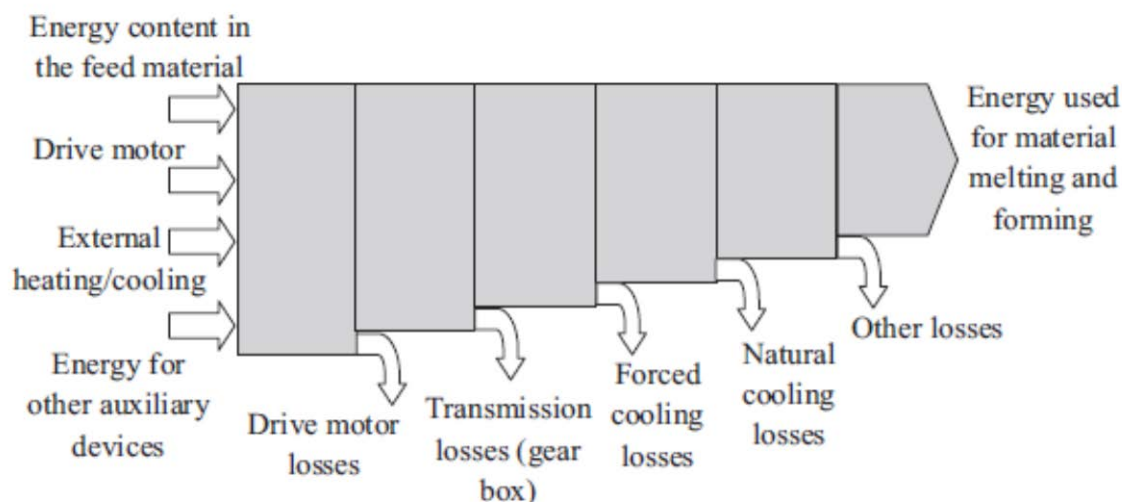 Energy content in
the feed material
Drive motor
External
heating/cooling
Energy for
other auxiliary
devices
Drive motor
losses
Transmission
losses (gear
box)
Forced
cooling
losses
Natural
cooling
losses
Other losses
Energy used
for material
melting and
forming